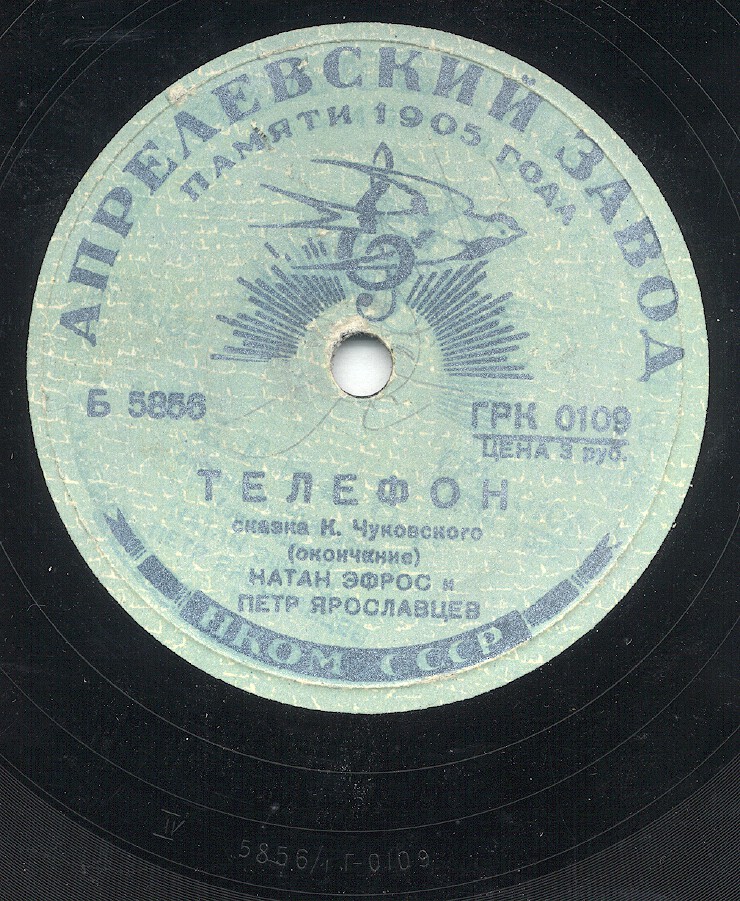 АПРЕЛЕВСКИЙ ЗАВОД
ПАМЯТИ 1905 ГОДА
Б 5856
ГРК 0109
ЦЕНА 3 руб.
ТЕЛЕФОН
сказка К. Чуковского
(окончание)
НАТАН ЭФРОС и
ПЕТР ЯРОСЛАВЦЕВ
НКОМ СССР
IV
5856/1 Г-0109